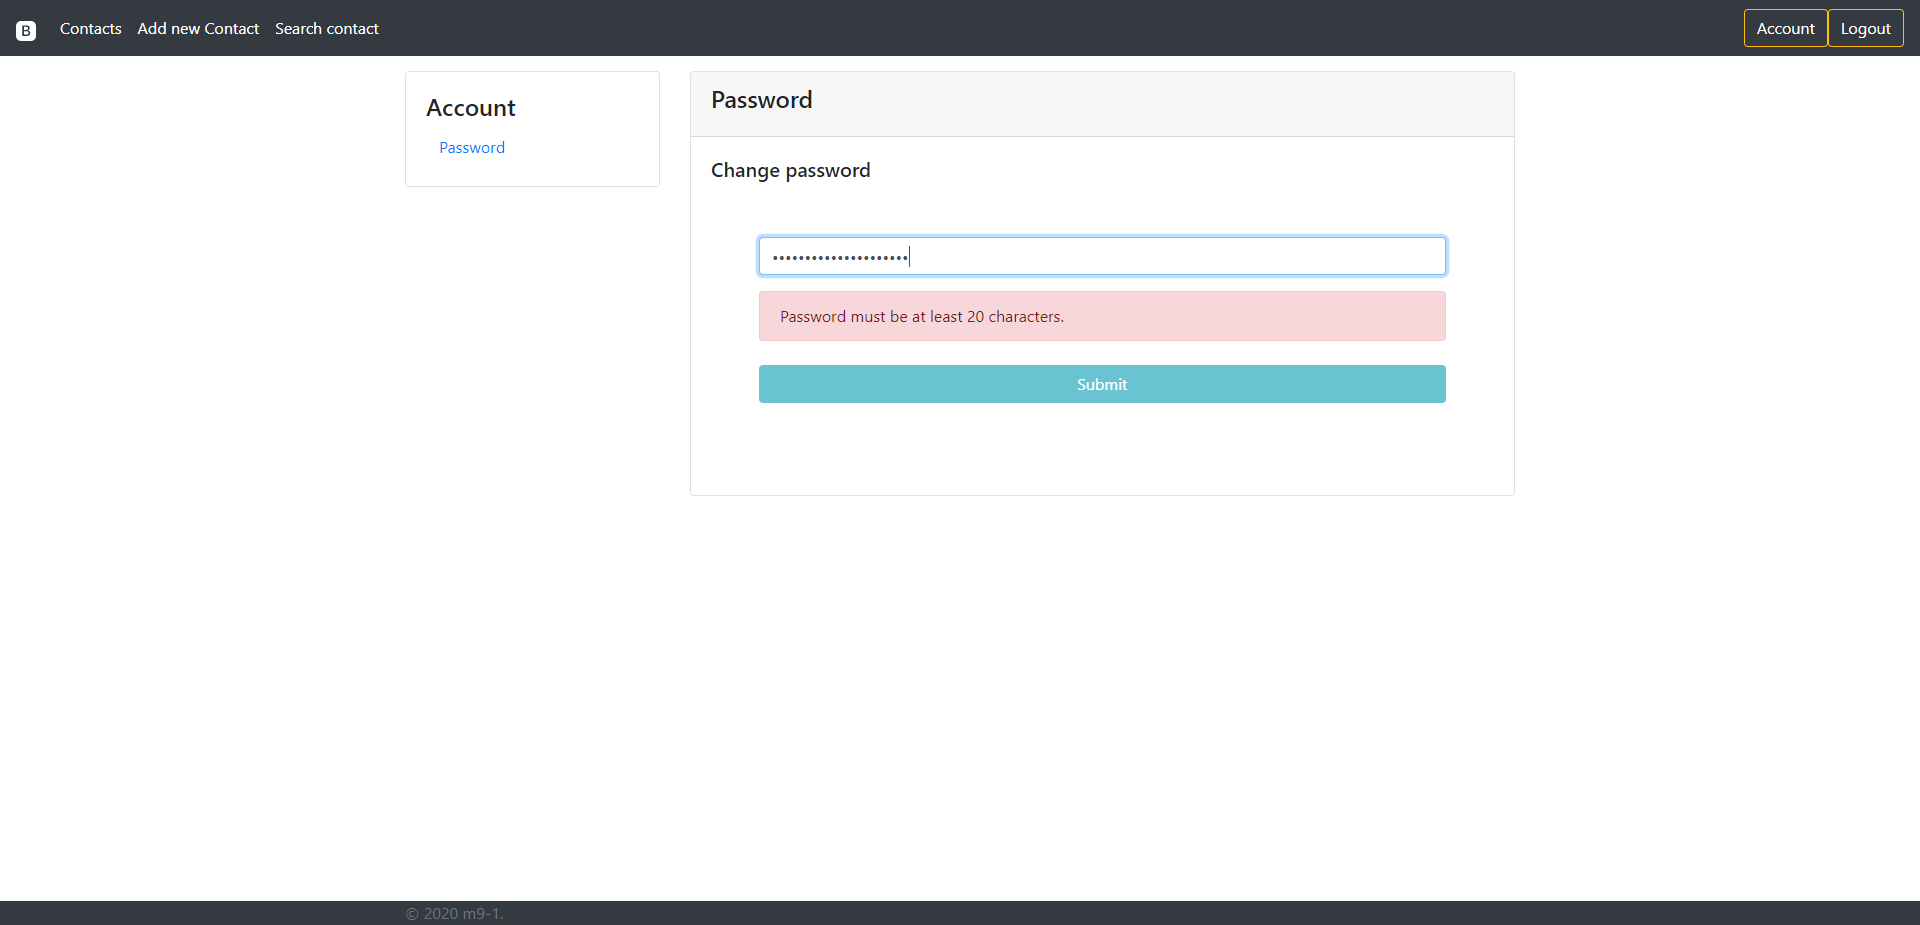 B Contacts Add new Contact Search contact Account Logout
Account
Password
Password
Change password
•••••••••••••••••••••
Password must be at least 20 characters.
Submit
© 2020 m9-1.